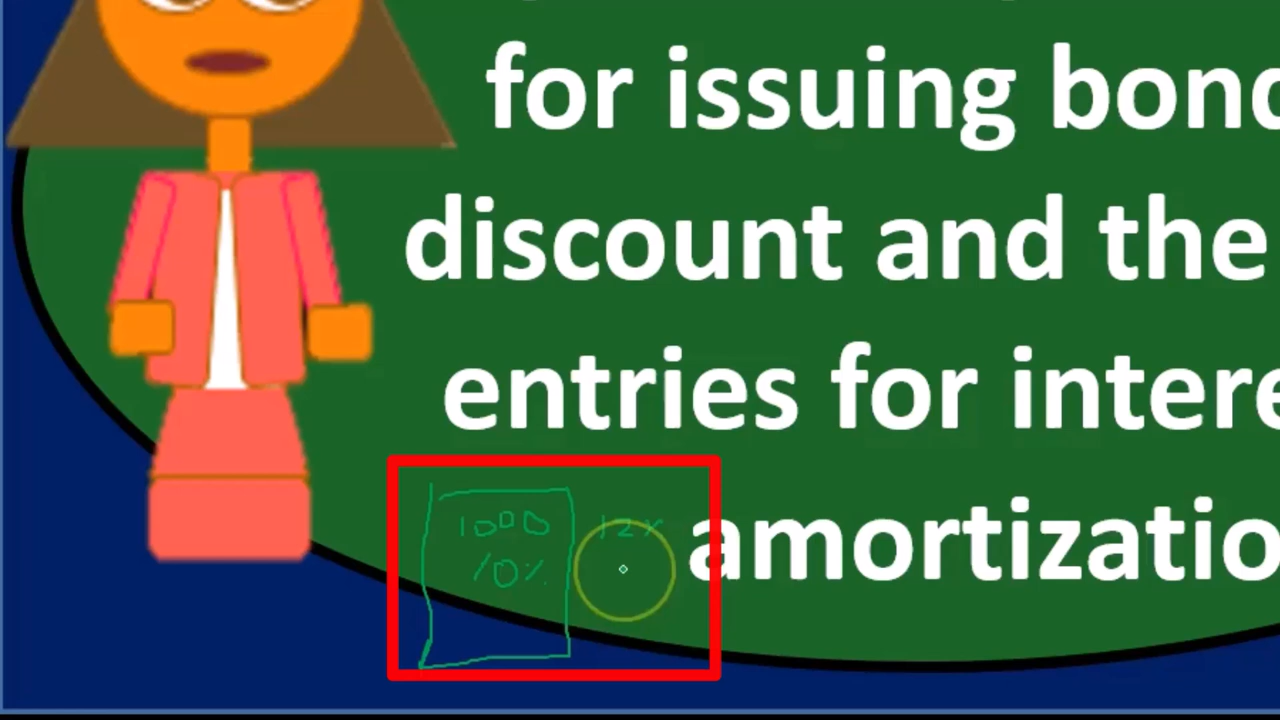 for issuing bond
discount and the
entries for intere
amortizatio
1000 12%
10%